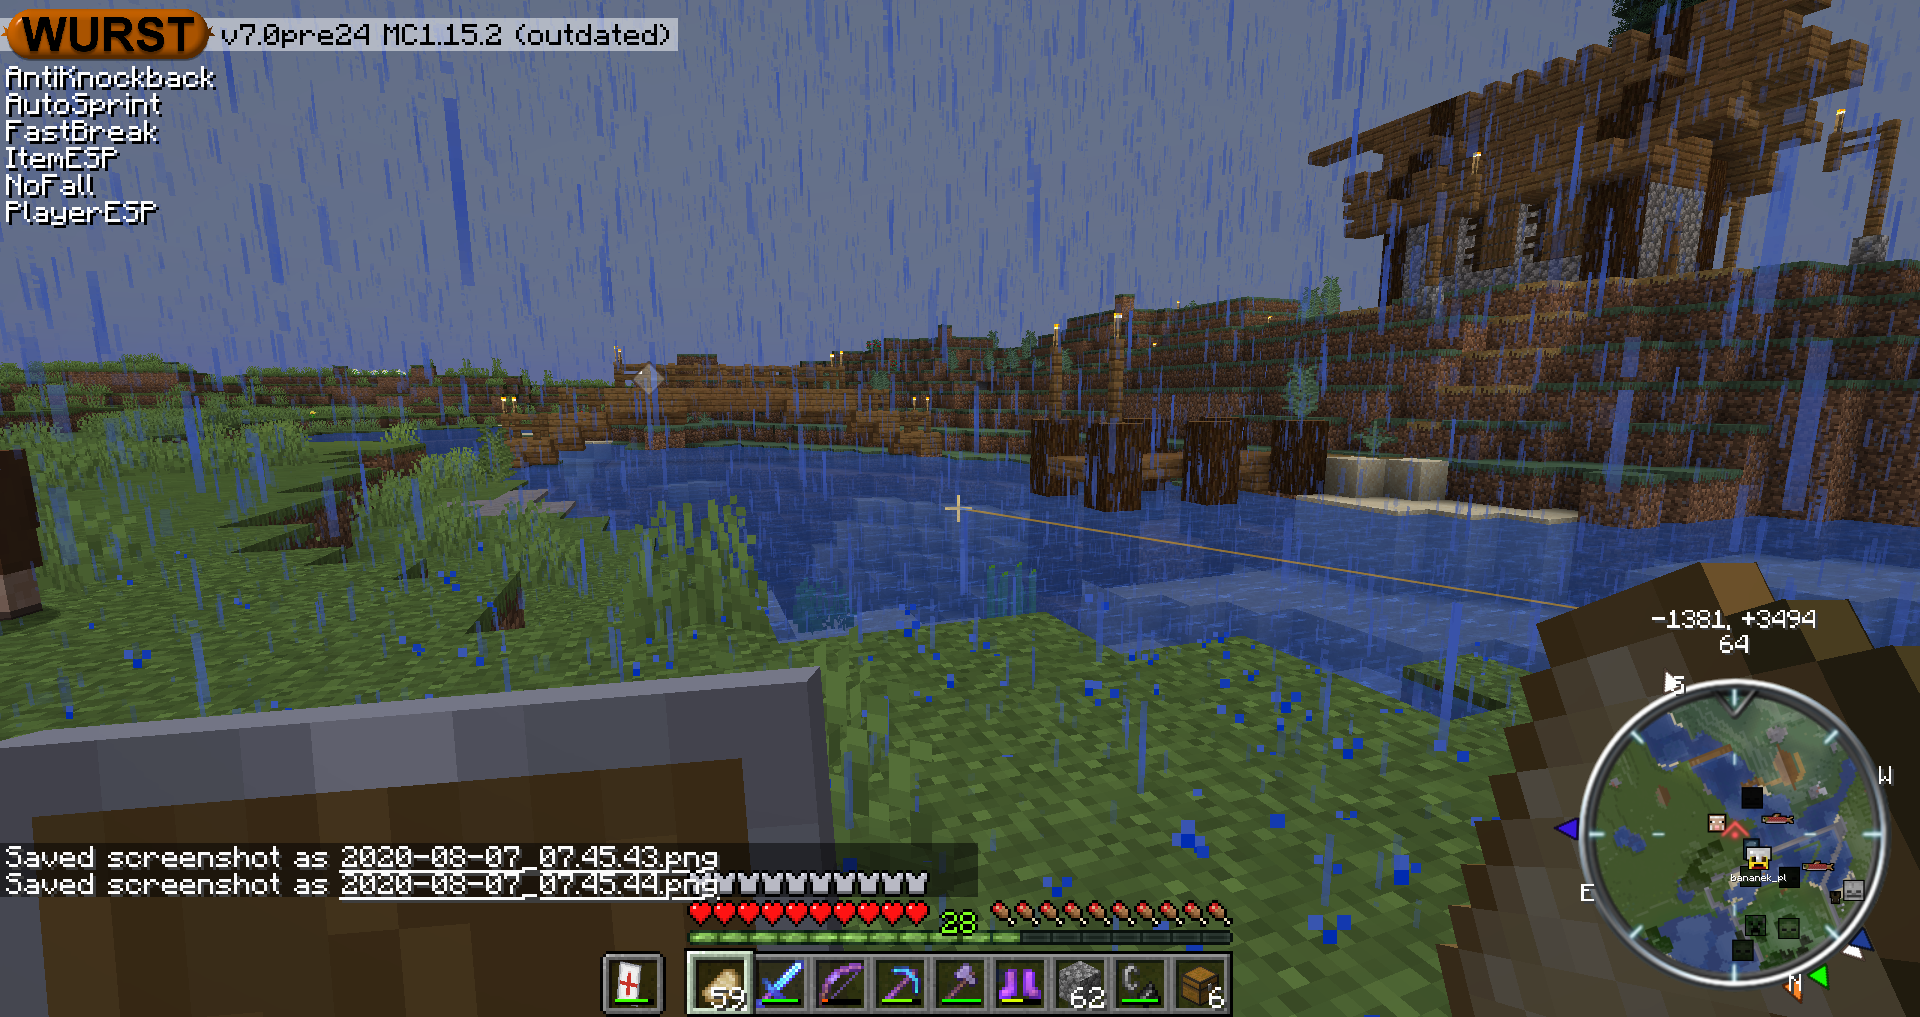 WURST v7.0pre24 MC1.15.2 (outdated)
AntiKnockback
AutoSprint
FastBreak
ItemESP
NoFall
PlayerESP
-1381, +3494
64
S
W
bananek_pl
E
N
Saved screenshot as 2020-08-07_07.45.43.png
Saved screenshot as 2020-08-07_07.45.44.png
28
59
62
6